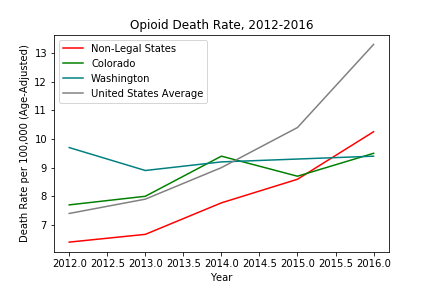 Opioid Death Rate, 2012-2016
Non-Legal States
Colorado
Washington
United States Average
Death Rate per 100,000 (Age-Adjusted)
13
12
11
10
9
8
7
2012.0 2012.5 2013.0 2013.5 2014.0 2014.5 2015.0 2015.5 2016.0
Year